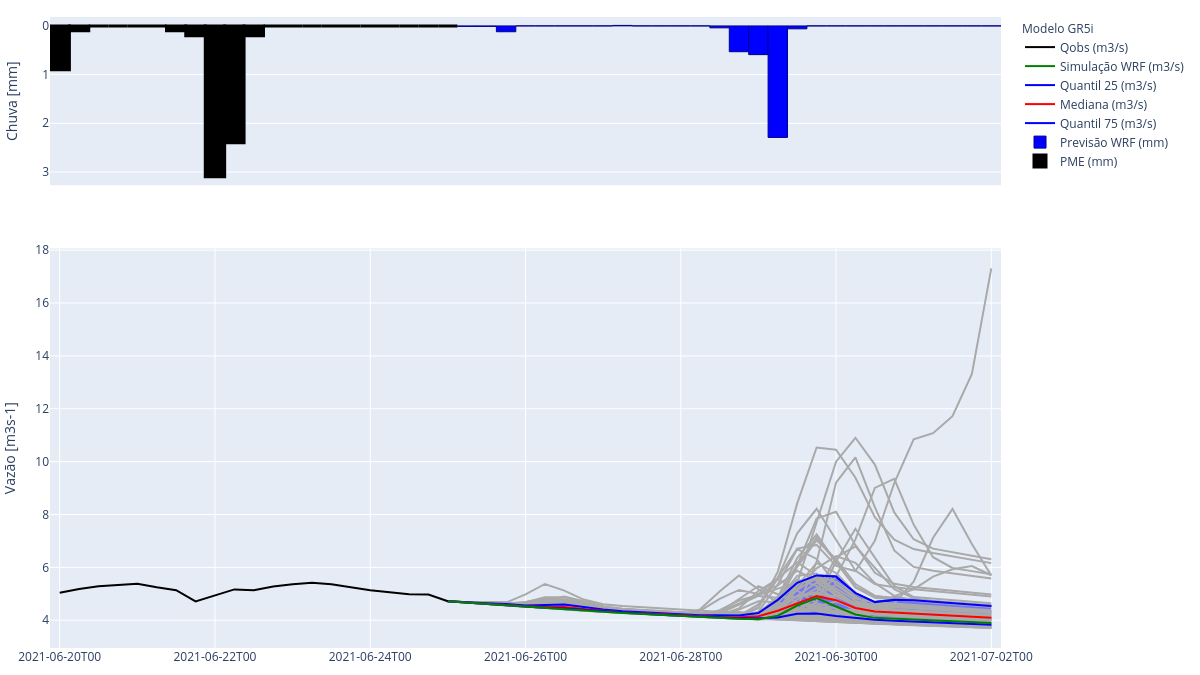 0
1
2
3
Chuva [mm]
Modelo GR5i
Qobs (m3/s)
Simulação WRF (m3/s)
Quantil 25 (m3/s)
Mediana (m3/s)
Quantil 75 (m3/s)
Previsão WRF (mm)
PME (mm)
18
16
14
12
10
8
6
4
Vazão [m3s-1]
2021-06-20T00
2021-06-22T00
2021-06-24T00
2021-06-26T00
2021-06-28T00
2021-06-30T00
2021-07-02T00